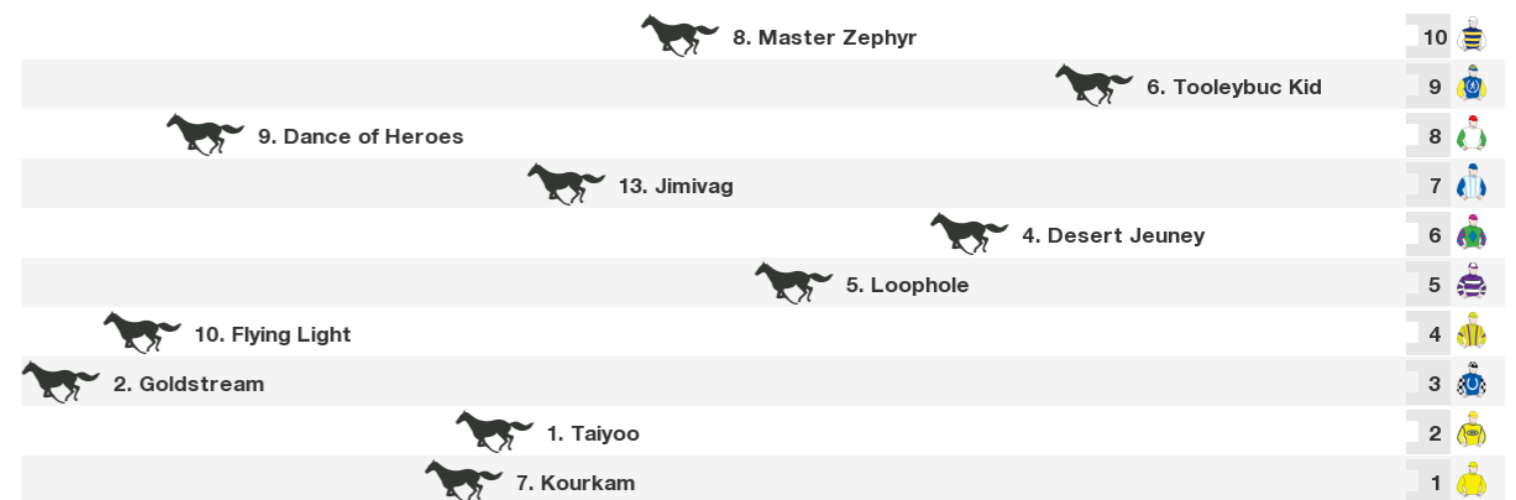 8. Master Zephyr 10
6. Tooleybuc Kid 9
9. Dance of Heroes 8
13. Jimivag 7
4. Desert Jeuney 6
5. Loophole 5
10. Flying Light 4
2. Goldstream 3
1. Taiyoo 2
7. Kourkam 1